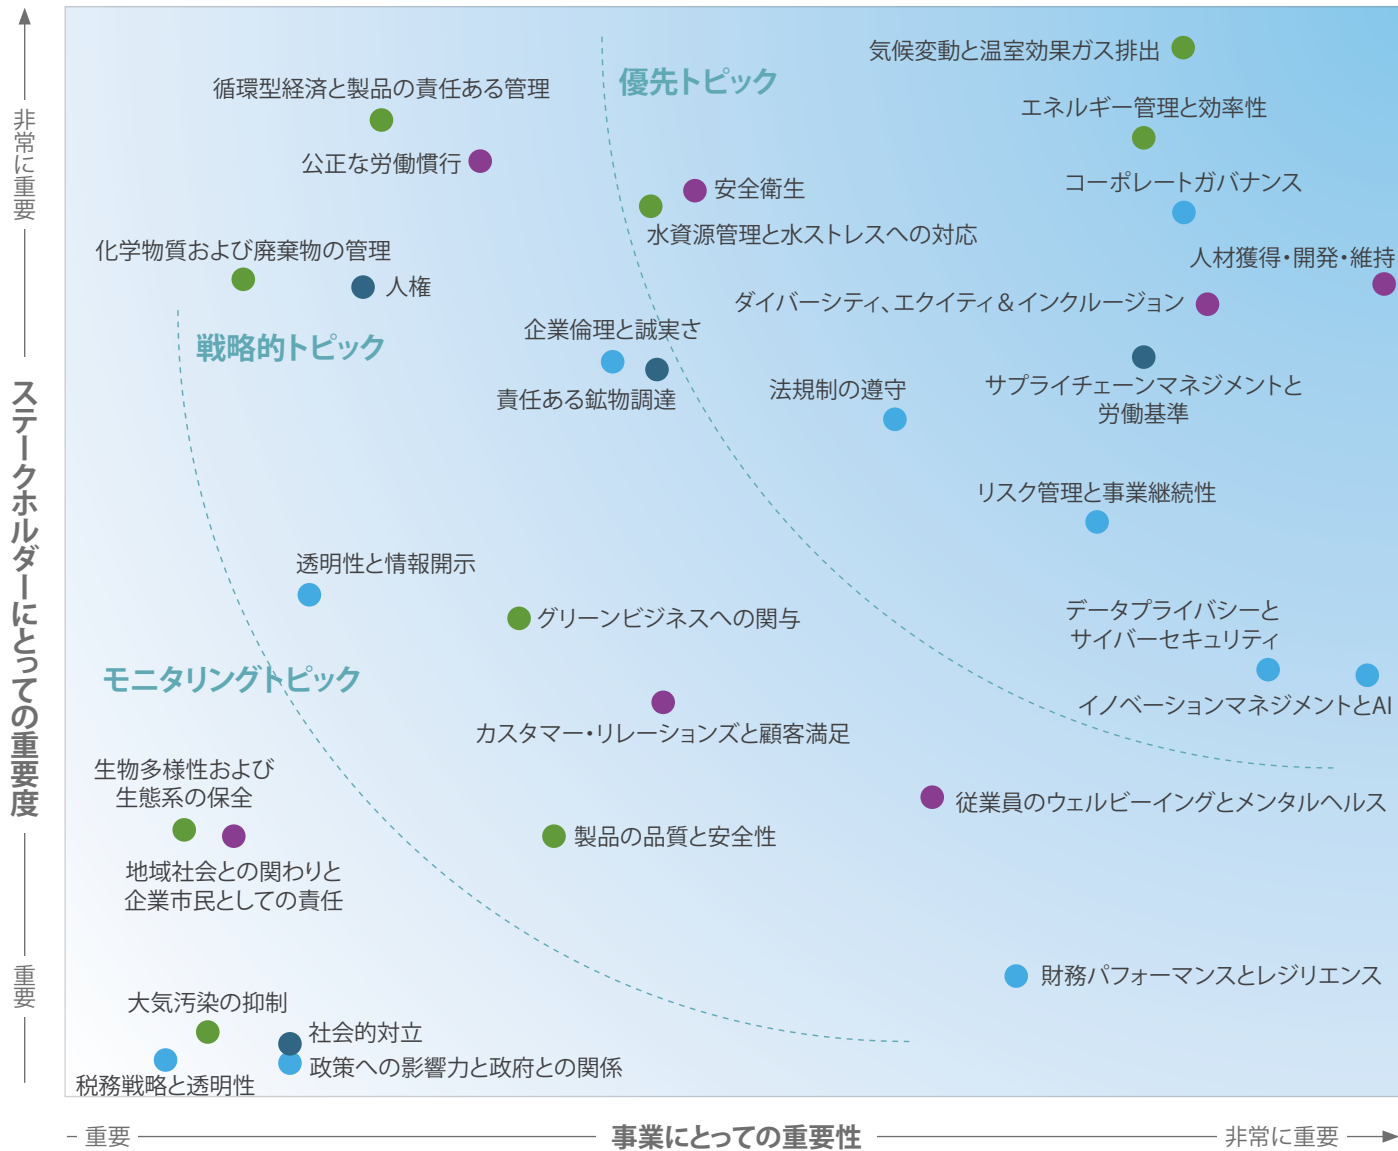 気候変動と温室効果ガス排出
優先トピック
循環型経済と製品の責任ある管理
エネルギー管理と効率性
非常に重要
公正な労働慣行
コーポレートガバナンス
安全衛生
水資源管理と水ストレスへの対応
化学物質および廃棄物の管理
人材獲得・開発・維持
人権
ダイバーシティ、エクイティ&インクルージョン
戦略的トピック
企業倫理と誠実さ
責任ある鉱物調達
法規制の遵守
サプライチェーンマネジメントと
労働基準
ステークホルダーにとっての重要度
リスク管理と事業継続性
透明性と情報開示
グリーンビジネスへの関与
データプライバシーと
サイバーセキュリティ
モニタリングトピック
イノベーションマネジメントとAI
カスタマー・リレーションズと顧客満足
生物多様性および
生態系の保全
従業員のウェルビーイングとメンタルヘルス
製品の品質と安全性
地域社会との関わりと
企業市民としての責任
重要
財務パフォーマンスとレジリエンス
大気汚染の抑制
社会的対立
政策への影響力と政府との関係
税務戦略と透明性
重要
事業にとっての重要性
非常に重要